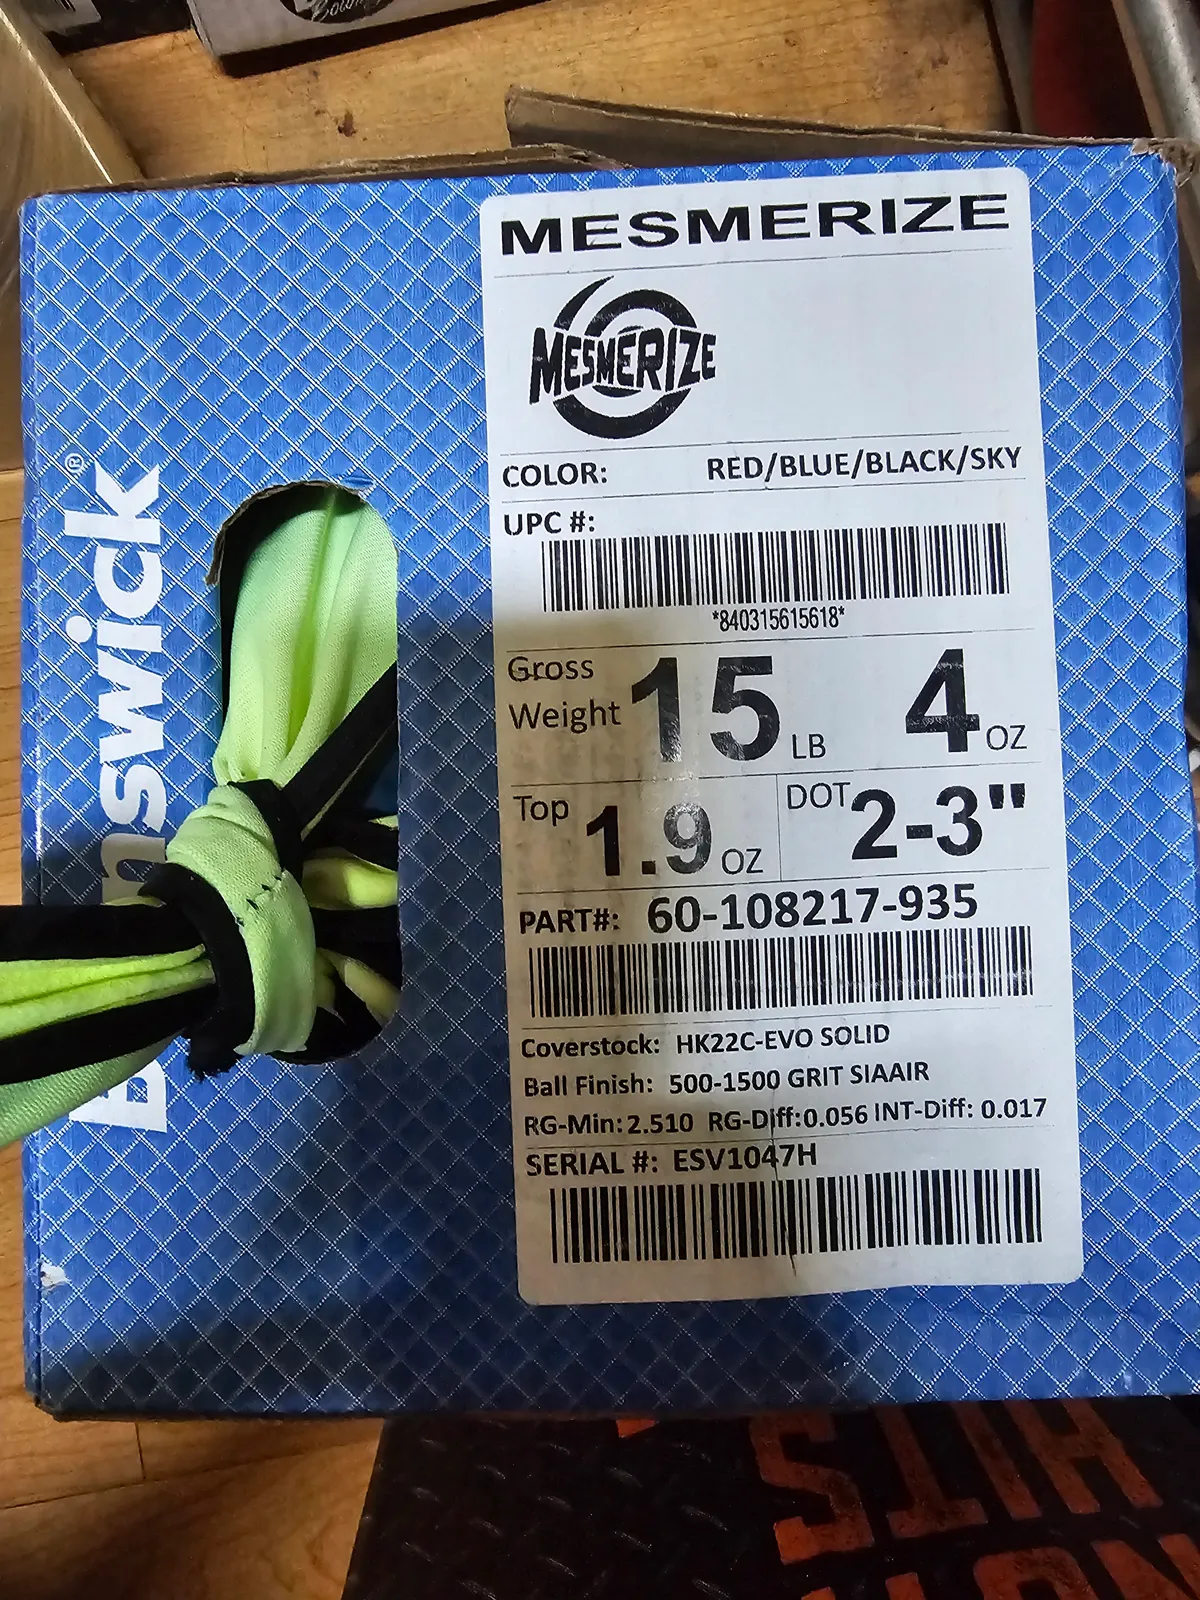 MESMERIZE
MESMERIZE
COLOR: RED/BLUE/BLACK/SKY
UPC #:
*840315615618*
Gross Weight 15 LB 4 OZ
Top 1.9 OZ DOT 2-3"
PART#: 60-108217-935
Coverstock: HK22C-EVO SOLID
Ball Finish: 500-1500 GRIT SIAAIR
RG-Min: 2.510 RG-Diff: 0.056 INT-Diff: 0.017
SERIAL #: ESV1047H
Brunswick®